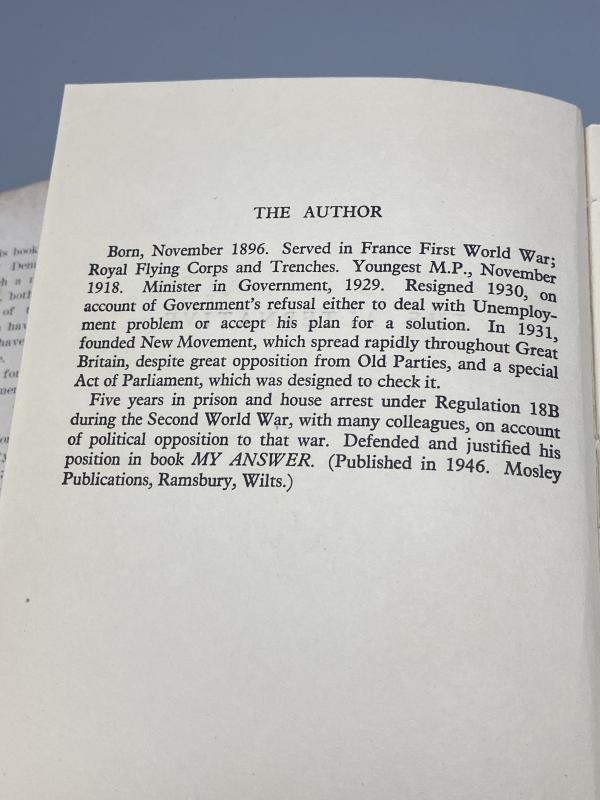 THE AUTHOR
Born, November 1896. Served in France First World War;
Royal Flying Corps and Trenches. Youngest M.P., November
1918. Minister in Government, 1929. Resigned 1930, on
account of Government's refusal either to deal with Unemploy-
ment problem or accept his plan for a solution. In 1931,
founded New Movement, which spread rapidly throughout Great
Britain, despite great opposition from Old Parties, and a special
Act of Parliament, which was designed to check it.
Five years in prison and house arrest under Regulation 18B
during the Second World War, with many colleagues, on account
of political opposition to that war. Defended and justified his
position in book MY ANSWER. (Published in 1946. Mosley
Publications, Ramsbury, Wilts.)